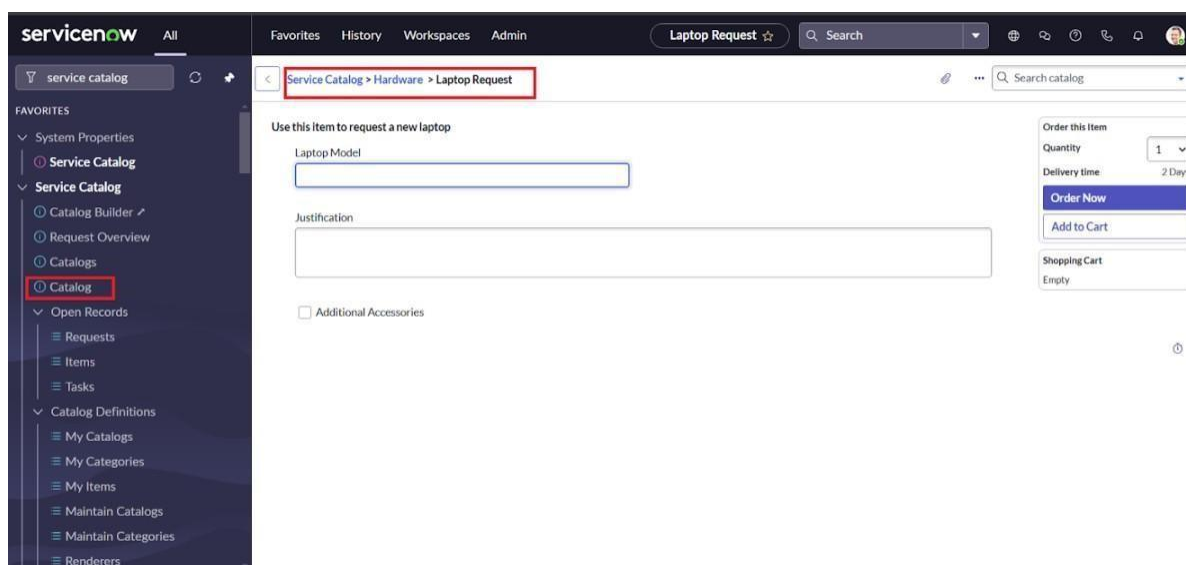 servicenow All Favorites History Workspaces Admin Laptop Request Search
service catalog
Service Catalog > Hardware > Laptop Request
Search catalog
FAVORITES
System Properties
Service Catalog
Service Catalog
Catalog Builder
Request Overview
Catalogs
Catalog
Open Records
Requests
Items
Tasks
Catalog Definitions
My Catalogs
My Categories
My Items
Maintain Catalogs
Maintain Categories
Renderers
Use this item to request a new laptop
Laptop Model
Justification
Additional Accessories
Order this Item
Quantity 1
Delivery time 2 Day
Order Now
Add to Cart
Shopping Cart
Empty